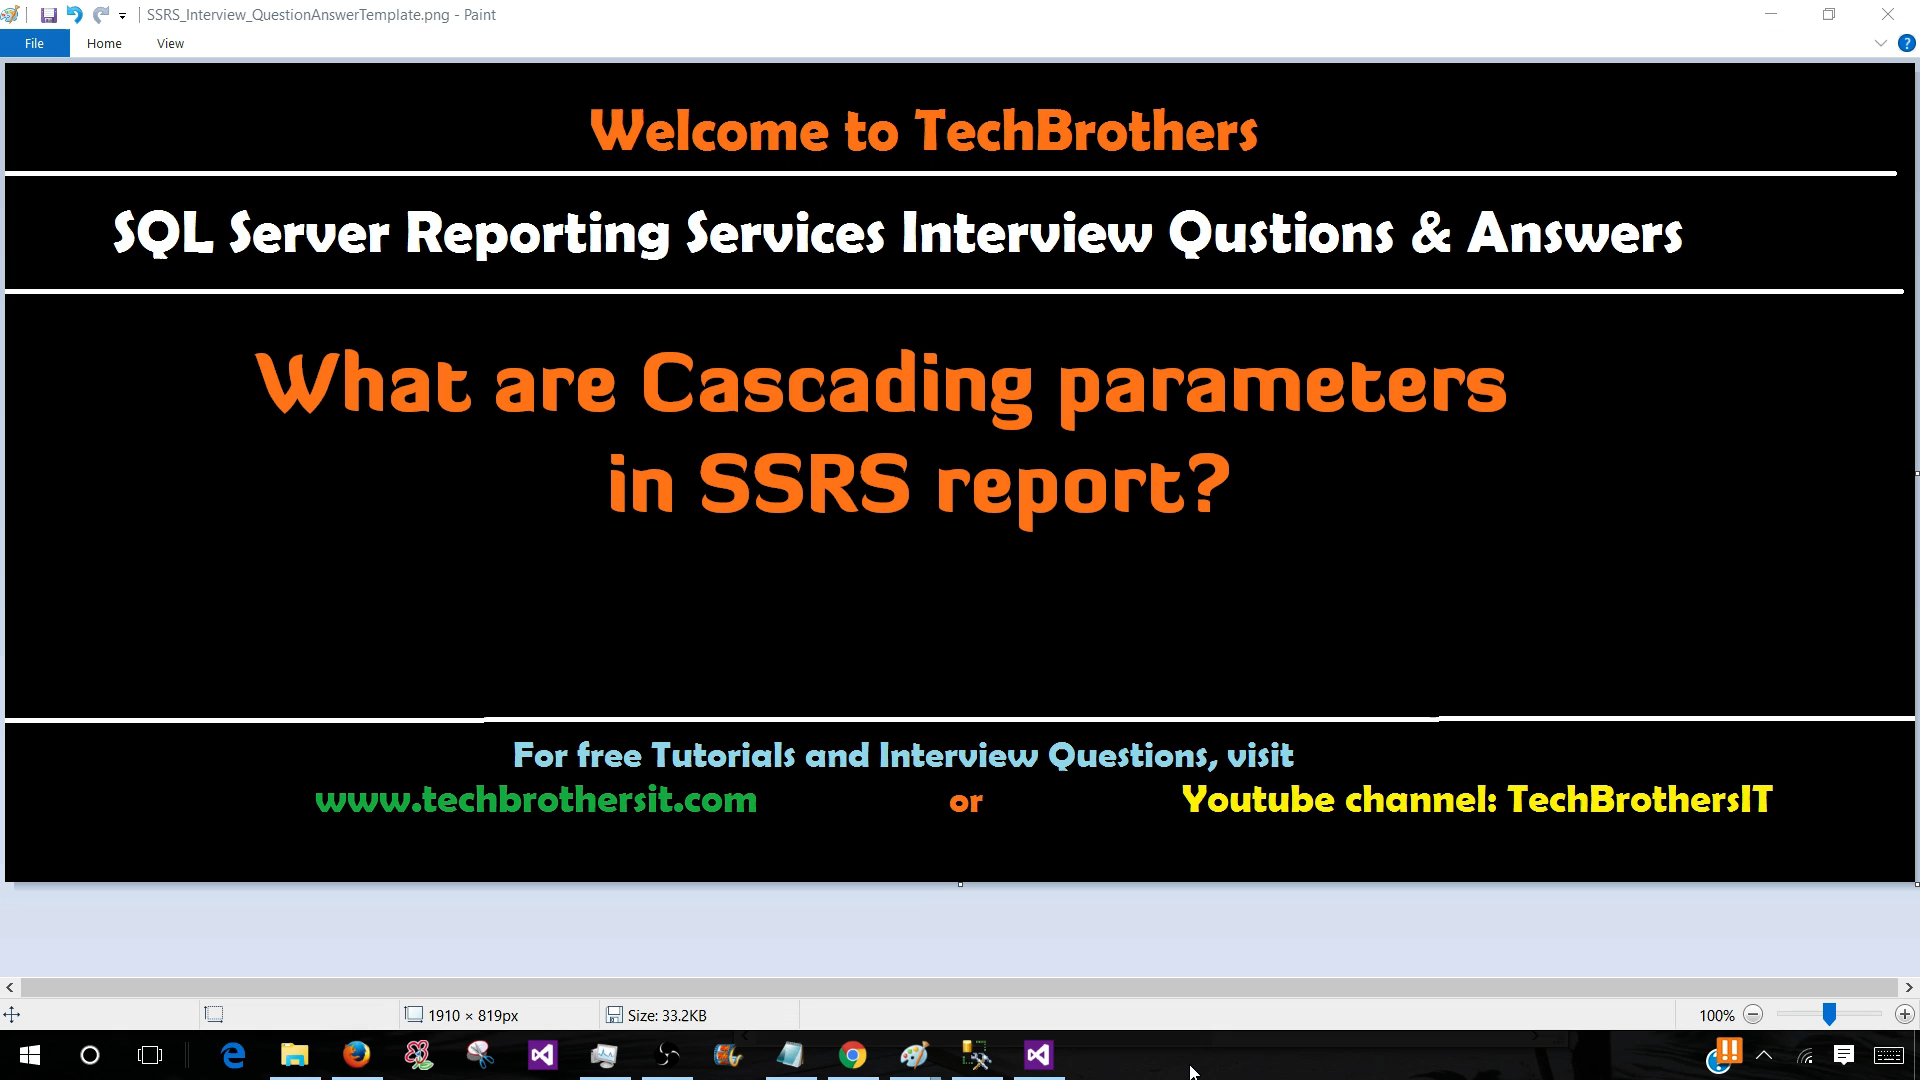 SSRS_Interview_QuestionAnswerTemplate.png - Paint
File Home View
Welcome to TechBrothers
SQL Server Reporting Services Interview Qustions & Answers
What are Cascading parameters
in SSRS report?
For free Tutorials and Interview Questions, visit
www.techbrothersit.com or Youtube channel: TechBrothersIT
1910 × 819px Size: 33.2KB 100%